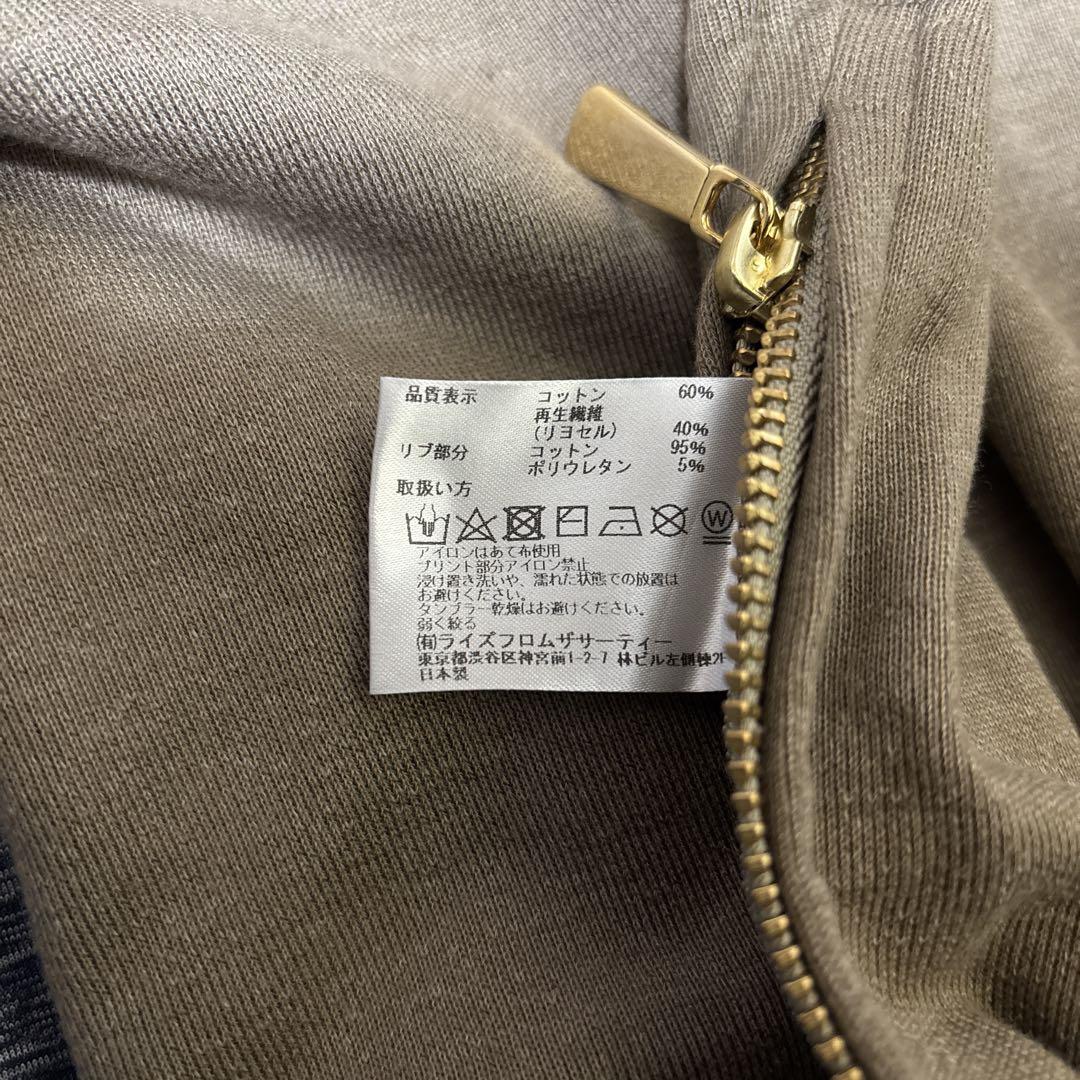 品質表示 コットン 60%
再生繊維
(リヨセル) 40%
リブ部分 コットン 95%
ポリウレタン 5%
取扱い方
W
アイロンはあて布使用
プリント部分アイロン禁止
浸け置き洗いや、濡れた状態での放置は
お避けください。
タンブラー乾燥はお避けください。
弱く絞る
(有)ライズフロムザサーティー
東京都渋谷区神宮前1-2-7 林ビル左側棟2F
日本製